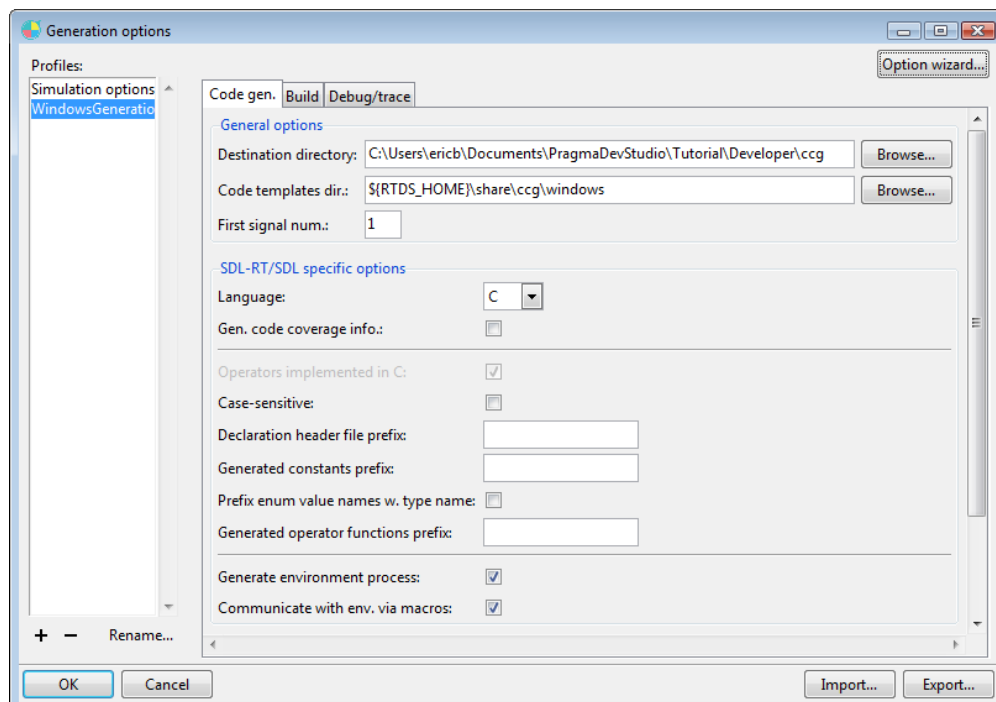 Generation options
Profiles:
Option wizard...
Simulation options
WindowsGeneratio
Code gen. Build Debug/trace
General options
Destination directory: C:\Users\ericb\Documents\PragmaDevStudio\Tutorial\Developer\ccg Browse...
Code templates dir.: ${RTDS_HOME}\share\ccg\windows Browse...
First signal num.: 1
SDL-RT/SDL specific options
Language: C
Gen. code coverage info.:
Operators implemented in C:
Case-sensitive:
Declaration header file prefix:
Generated constants prefix:
Prefix enum value names w. type name:
Generated operator functions prefix:
Generate environment process:
Communicate with env. via macros:
+ − Rename...
OK Cancel Import... Export...